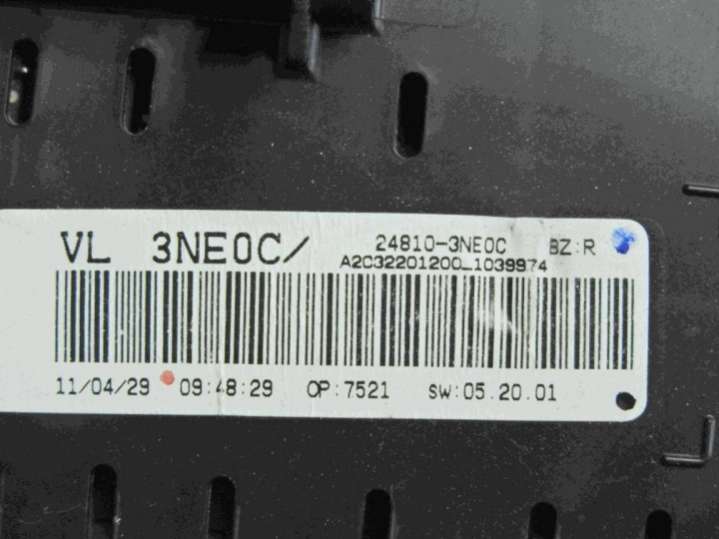 VL 3NE0C/ 24810-3NE0C BZ:R
A2C32201200_1039974
11/04/29 09:48:29 OP:7521 SW:05.20.01